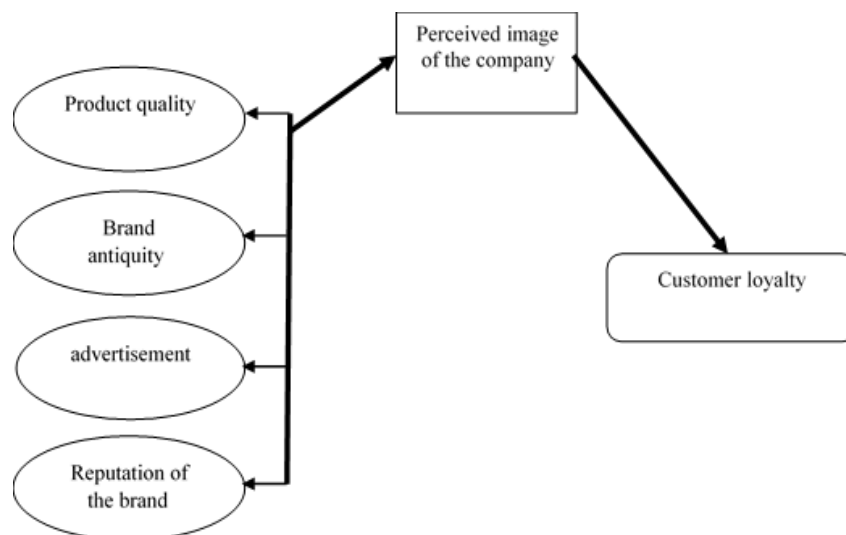 Perceived image
of the company
Product quality
Brand
antiquity
Customer loyalty
advertisement
Reputation of
the brand